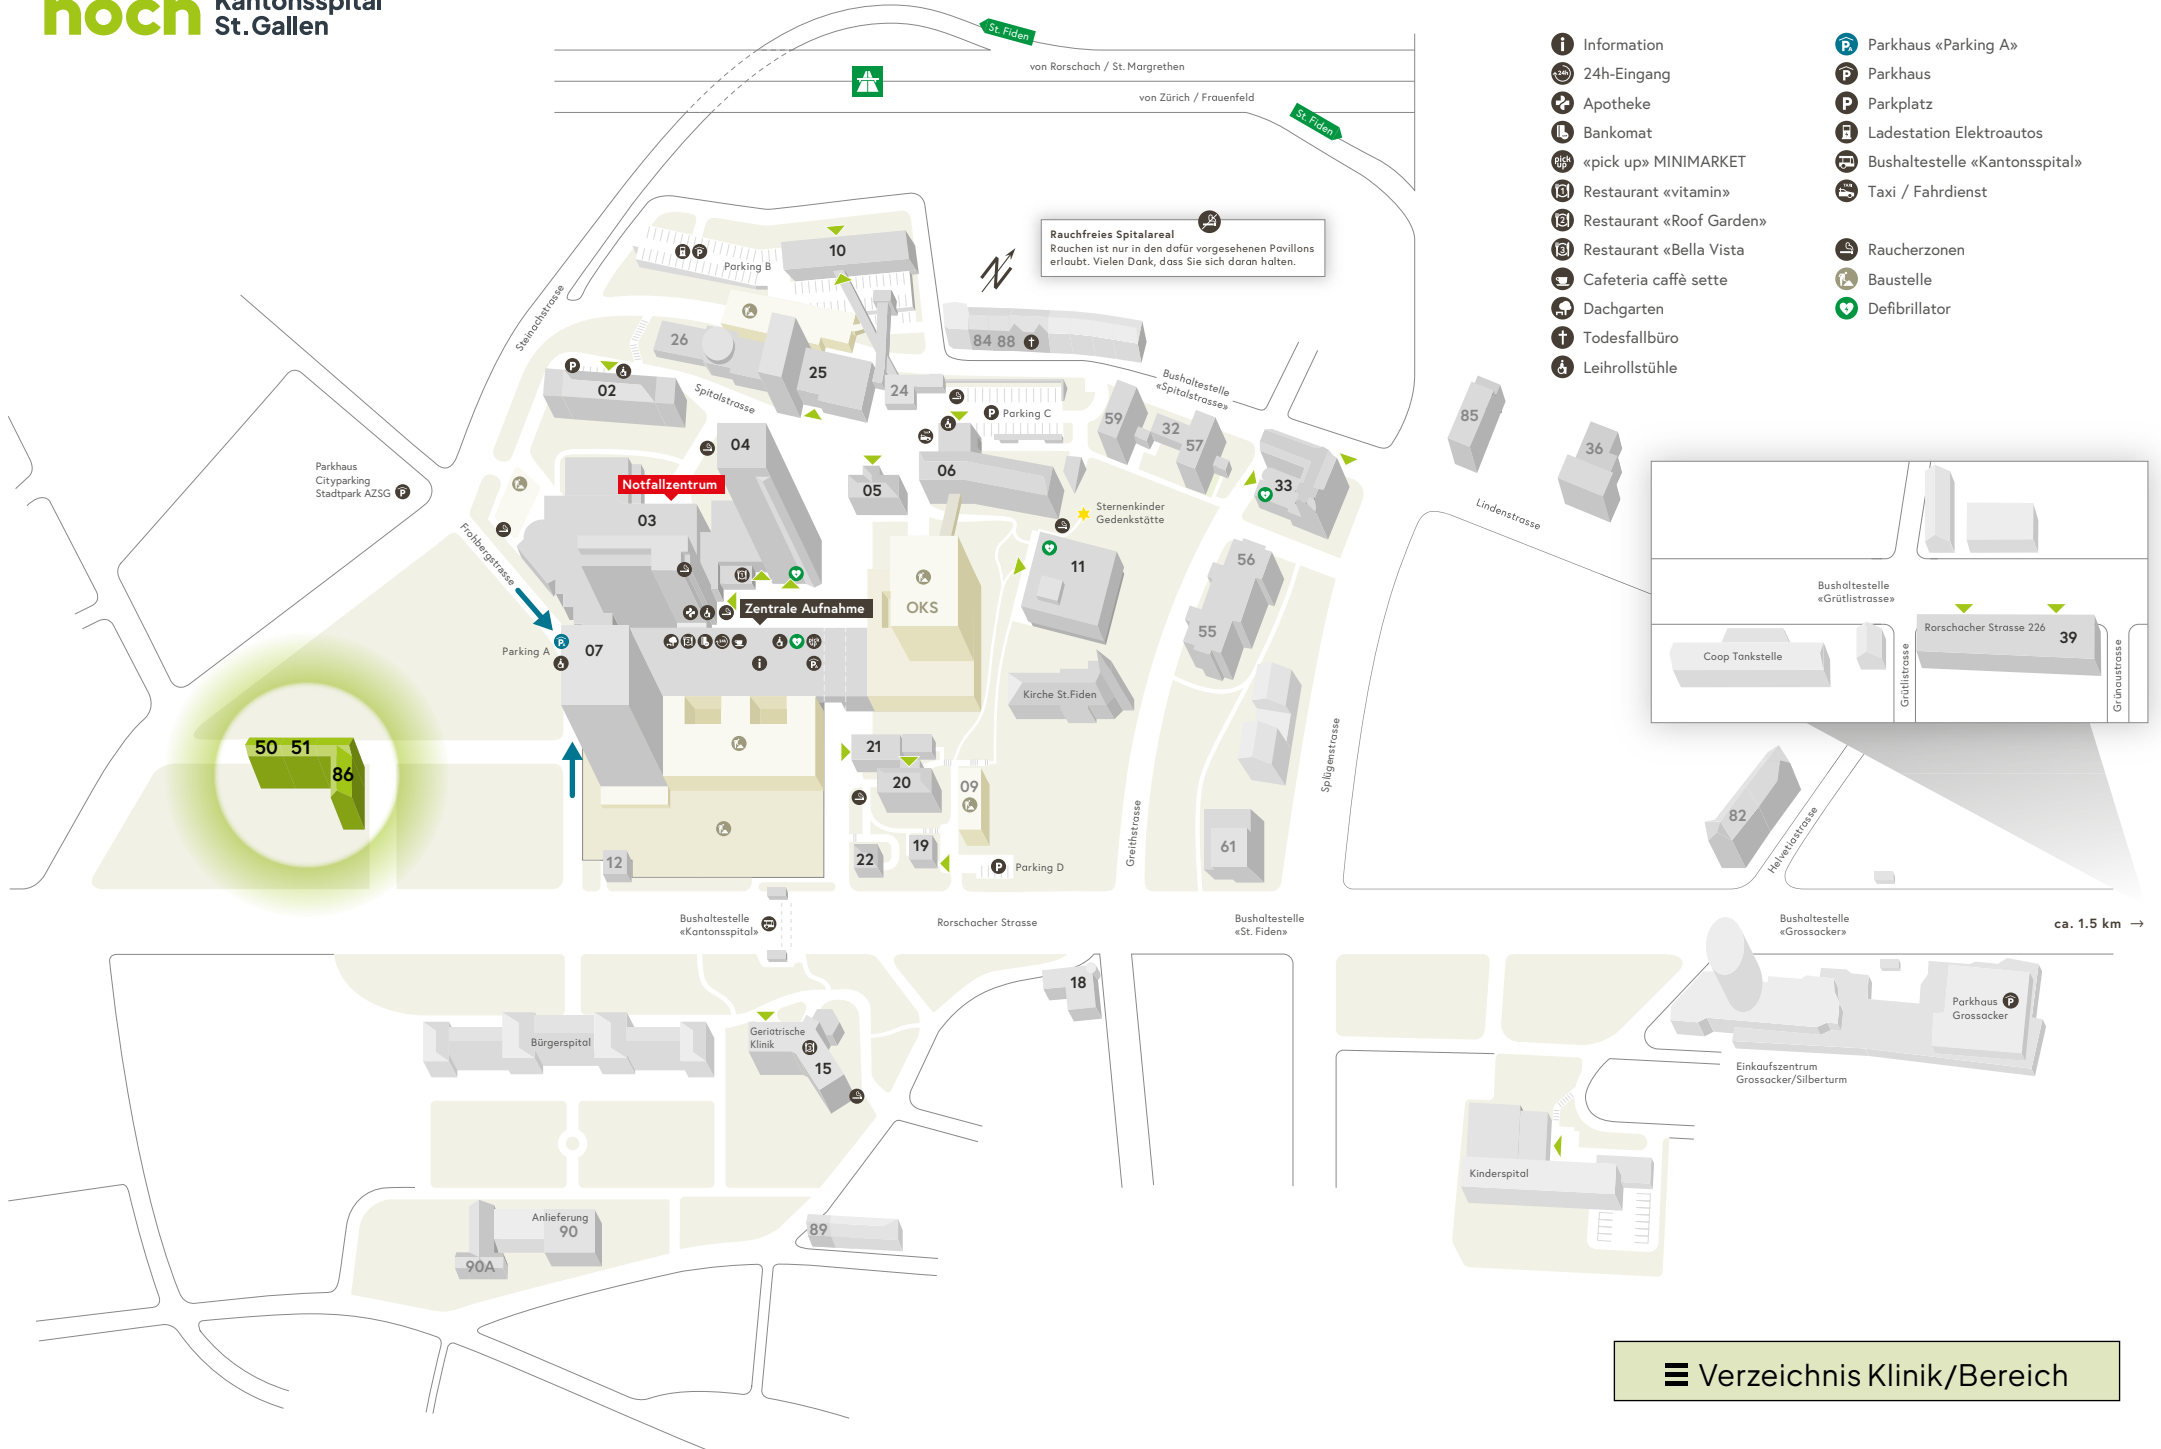 noch
Kantonsspital
St.Gallen
St. Fiden
von Rorschach / St. Margrethen
von Zürich / Frauenfeld
St. Fiden
Information
24h-Eingang
Apotheke
Bankomat
«pick up» MINIMARKET
Restaurant «vitamin»
Restaurant «Roof Garden»
Restaurant «Bella Vista
Cafeteria caffè sette
Dachgarten
Todesfallbüro
Leihrollstühle
Parkhaus «Parking A»
Parkhaus
Parkplatz
Ladestation Elektroautos
Bushaltestelle «Kantonsspital»
Taxi / Fahrdienst
Raucherzonen
Baustelle
Defibrillator
Rauchfreies Spitalareal
Rauchen ist nur in den dafür vorgesehenen Pavillons
erlaubt. Vielen Dank, dass Sie sich daran halten.
N
10
Parking B
Steinachstrasse
26
84 88
25
02
Spitalstrasse
24
Bushaltestelle
«Spitalstrasse»
Parking C
59
32
57
85
36
04
06
05
33
Parkhaus
Cityparking
Stadtpark AZSG
Notfallzentrum
03
Frohbergstrasse
Sternenkinder
Gedenkstätte
Lindenstrasse
11
56
55
OKS
Zentrale Aufnahme
07
Parking A
Kirche St.Fiden
Bushaltestelle
«Grütlistrasse»
Rorschacher Strasse 226
39
Coop Tankstelle
Grütlistrasse
Grünaustrasse
50 51
86
21
20
09
Splügenstrasse
Greithstrasse
82
Helvetiastrasse
61
12
22
19
Parking D
Bushaltestelle
«Kantonsspital»
Rorschacher Strasse
Bushaltestelle
«St. Fiden»
Bushaltestelle
«Grossacker»
ca. 1.5 km →
18
Parkhaus
Grossacker
Geriatrische
Klinik
15
Bürgerspital
Einkaufszentrum
Grossacker/Silberturm
Kinderspital
Anlieferung
90
90A
89
Verzeichnis Klinik/Bereich